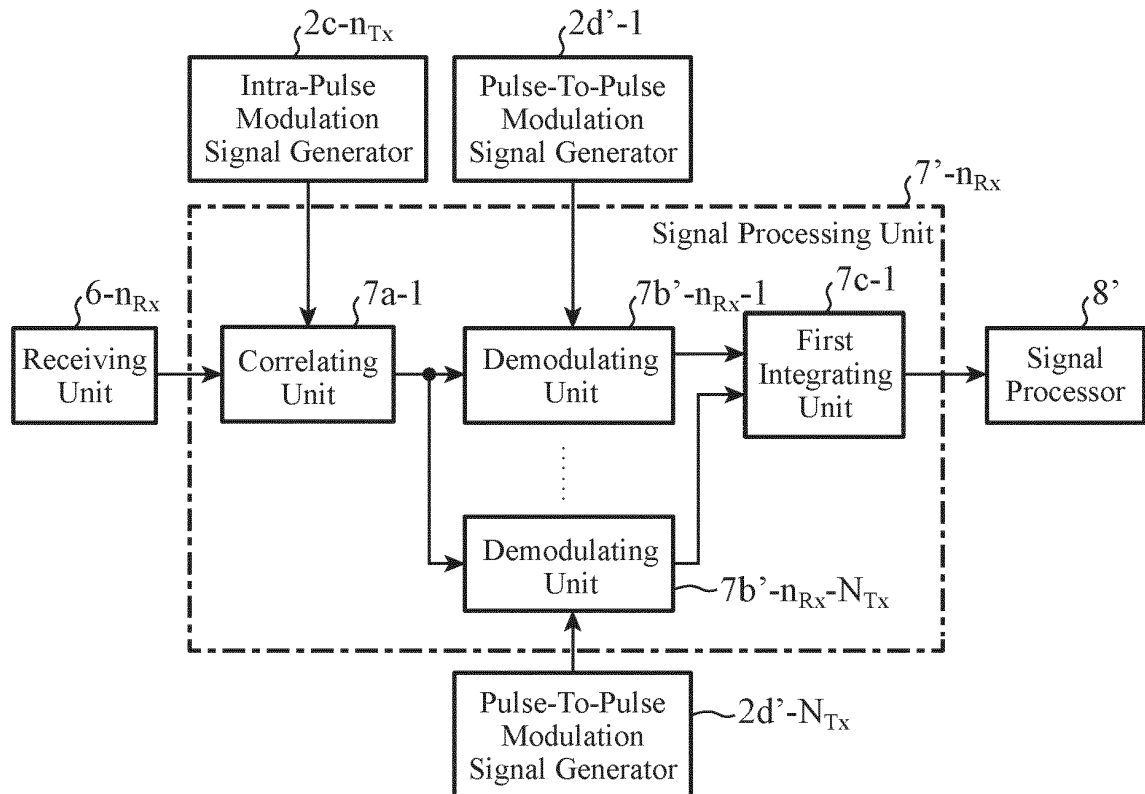 2c-nTx
2d’-1
Intra-Pulse
Modulation
Signal Generator
Pulse-To-Pulse
Modulation
Signal Generator
7’-nRx
Signal Processing Unit
6-nRx
7a-1
7b’-nRx-1
7c-1
8’
Receiving
Unit
Correlating
Unit
Demodulating
Unit
First
Integrating
Unit
Signal
Processor
Demodulating
Unit
7b’-nRx-NTx
Pulse-To-Pulse
Modulation
Signal Generator
2d’-NTx